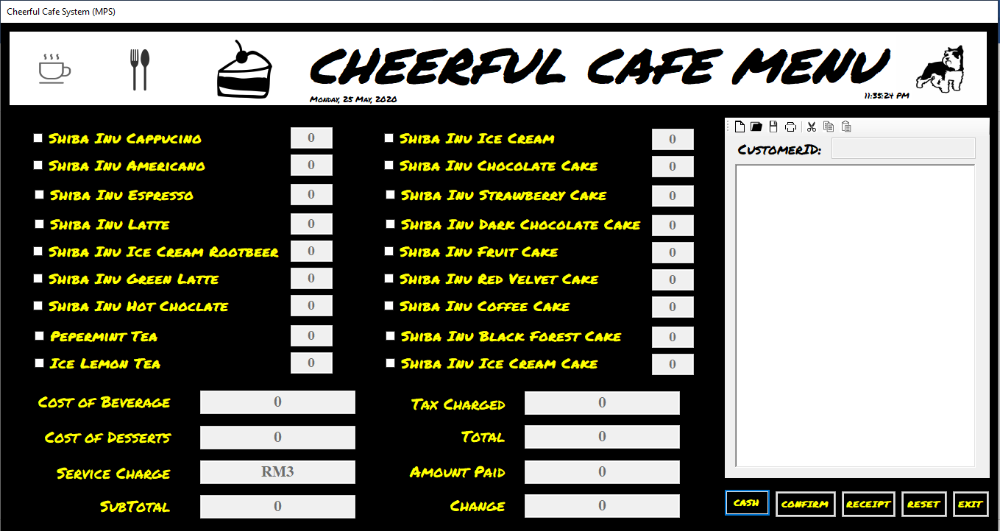 Cheerful Cafe System (MPS)
CHEERFUL CAFE MENU
Monday, 25 May, 2020
11:35:24 PM
Shiba Inu Cappucino 0
Shiba Inu Americano 0
Shiba Inu Espresso 0
Shiba Inu Latte 0
Shiba Inu Ice Cream Rootbeer 0
Shiba Inu Green Latte 0
Shiba Inu Hot Choclate 0
Pepermint Tea 0
Ice Lemon Tea 0
Shiba Inu Ice Cream 0
Shiba Inu Chocolate Cake 0
Shiba Inu Strawberry Cake 0
Shiba Inu Dark Chocolate Cake 0
Shiba Inu Fruit Cake 0
Shiba Inu Red Velvet Cake 0
Shiba Inu Coffee Cake 0
Shiba Inu Black Forest Cake 0
Shiba Inu Ice Cream Cake 0
Cost of Beverage 0
Cost of Desserts 0
Service Charge RM3
SubTotal 0
Tax Charged 0
Total 0
Amount Paid 0
Change 0
CustomerID:
CASH CONFIRM RECEIPT RESET EXIT